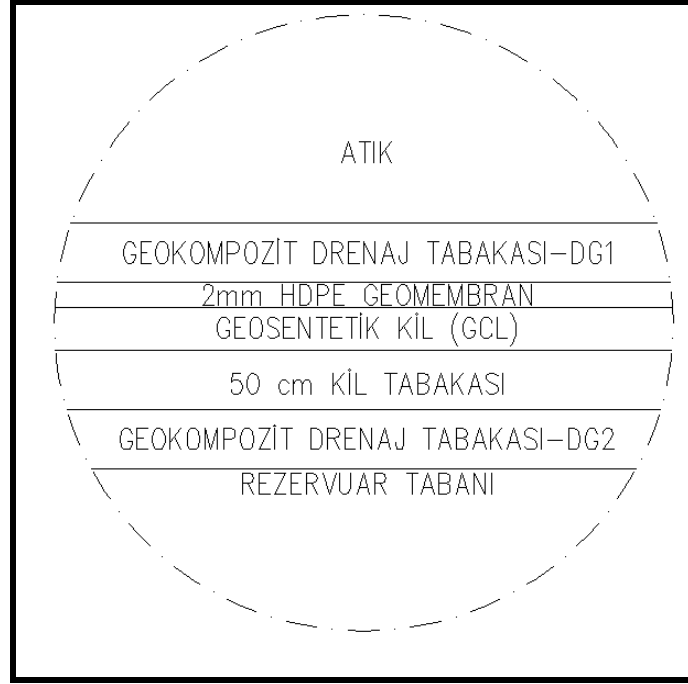 ATIK
GEOKOMPOZİT DRENAJ TABAKASI-DG1
2mm HDPE GEOMEMBRAN
GEOSENTETİK KİL (GCL)
50 cm KİL TABAKASI
GEOKOMPOZİT DRENAJ TABAKASI-DG2
REZERVUAR TABANI